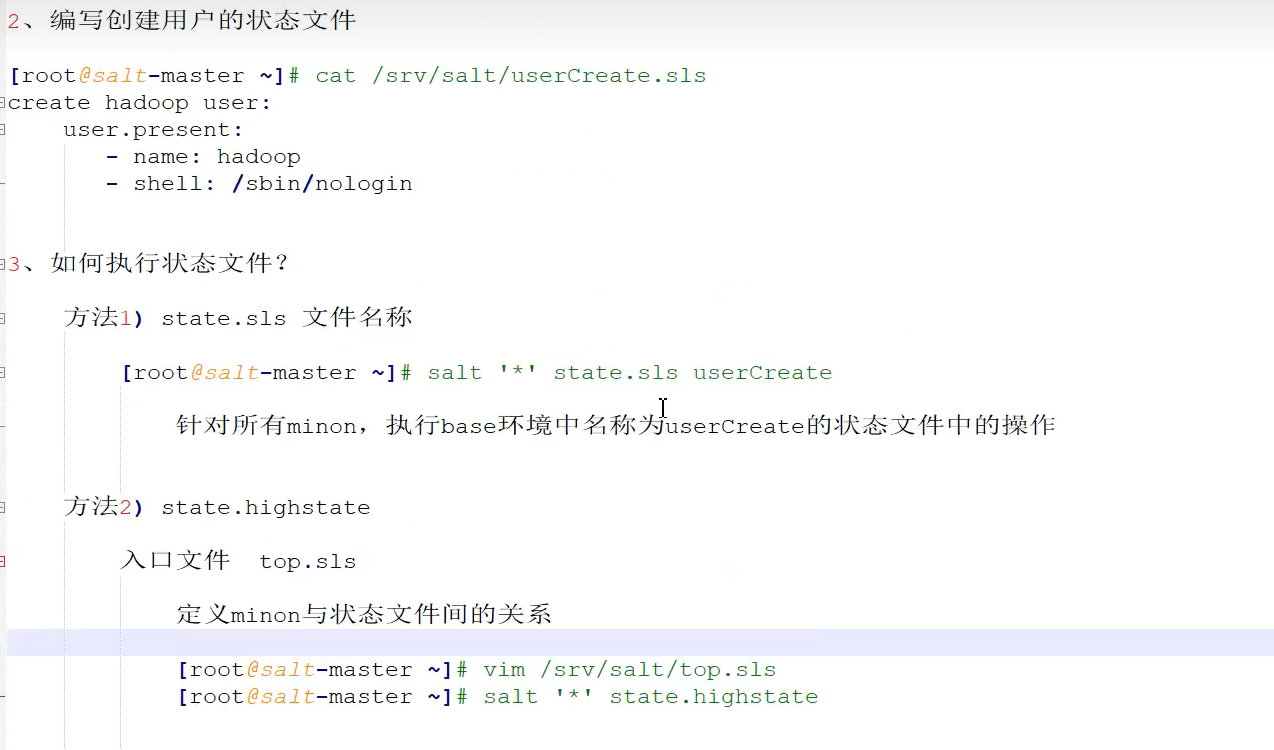 2、编写创建用户的状态文件
[root@salt-master ~]# cat /srv/salt/userCreate.sls
create hadoop user:
    user.present:
       - name: hadoop
       - shell: /sbin/nologin
3、如何执行状态文件?
    方法1) state.sls 文件名称
        [root@salt-master ~]# salt '*' state.sls userCreate
            针对所有minon，执行base环境中名称为userCreate的状态文件中的操作
    方法2) state.highstate
        入口文件  top.sls
            定义minon与状态文件间的关系
            [root@salt-master ~]# vim /srv/salt/top.sls
            [root@salt-master ~]# salt '*' state.highstate